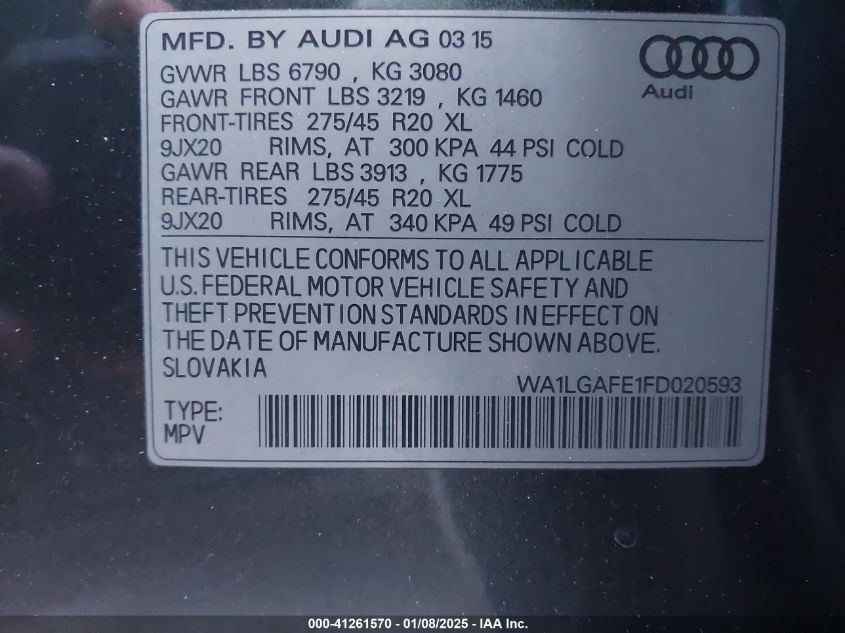 MFD. BY AUDI AG 03 15
GVWR LBS 6790 , KG 3080
GAWR FRONT LBS 3219 , KG 1460
FRONT-TIRES 275/45 R20 XL
9JX20 RIMS, AT 300 KPA 44 PSI COLD
GAWR REAR LBS 3913 , KG 1775
REAR-TIRES 275/45 R20 XL
9JX20 RIMS, AT 340 KPA 49 PSI COLD
Audi
THIS VEHICLE CONFORMS TO ALL APPLICABLE
U.S. FEDERAL MOTOR VEHICLE SAFETY AND
THEFT PREVENTION STANDARDS IN EFFECT ON
THE DATE OF MANUFACTURE SHOWN ABOVE.
SLOVAKIA
WA1LGAFE1FD020593
TYPE:
MPV
000-41261570 - 01/08/2025 - IAA Inc.